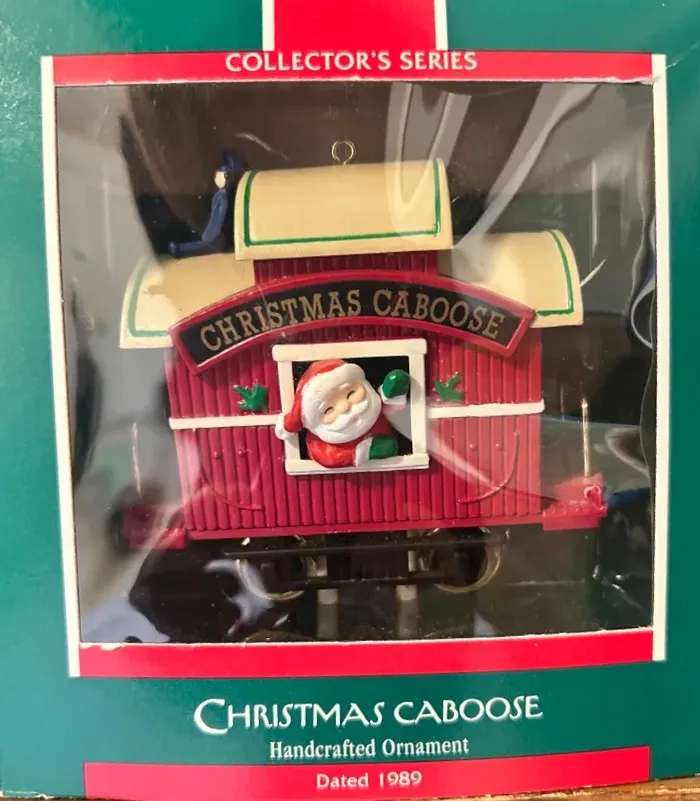 COLLECTOR'S SERIES
CHRISTMAS CABOOSE
CHRISTMAS CABOOSE
Handcrafted Ornament
Dated 1989